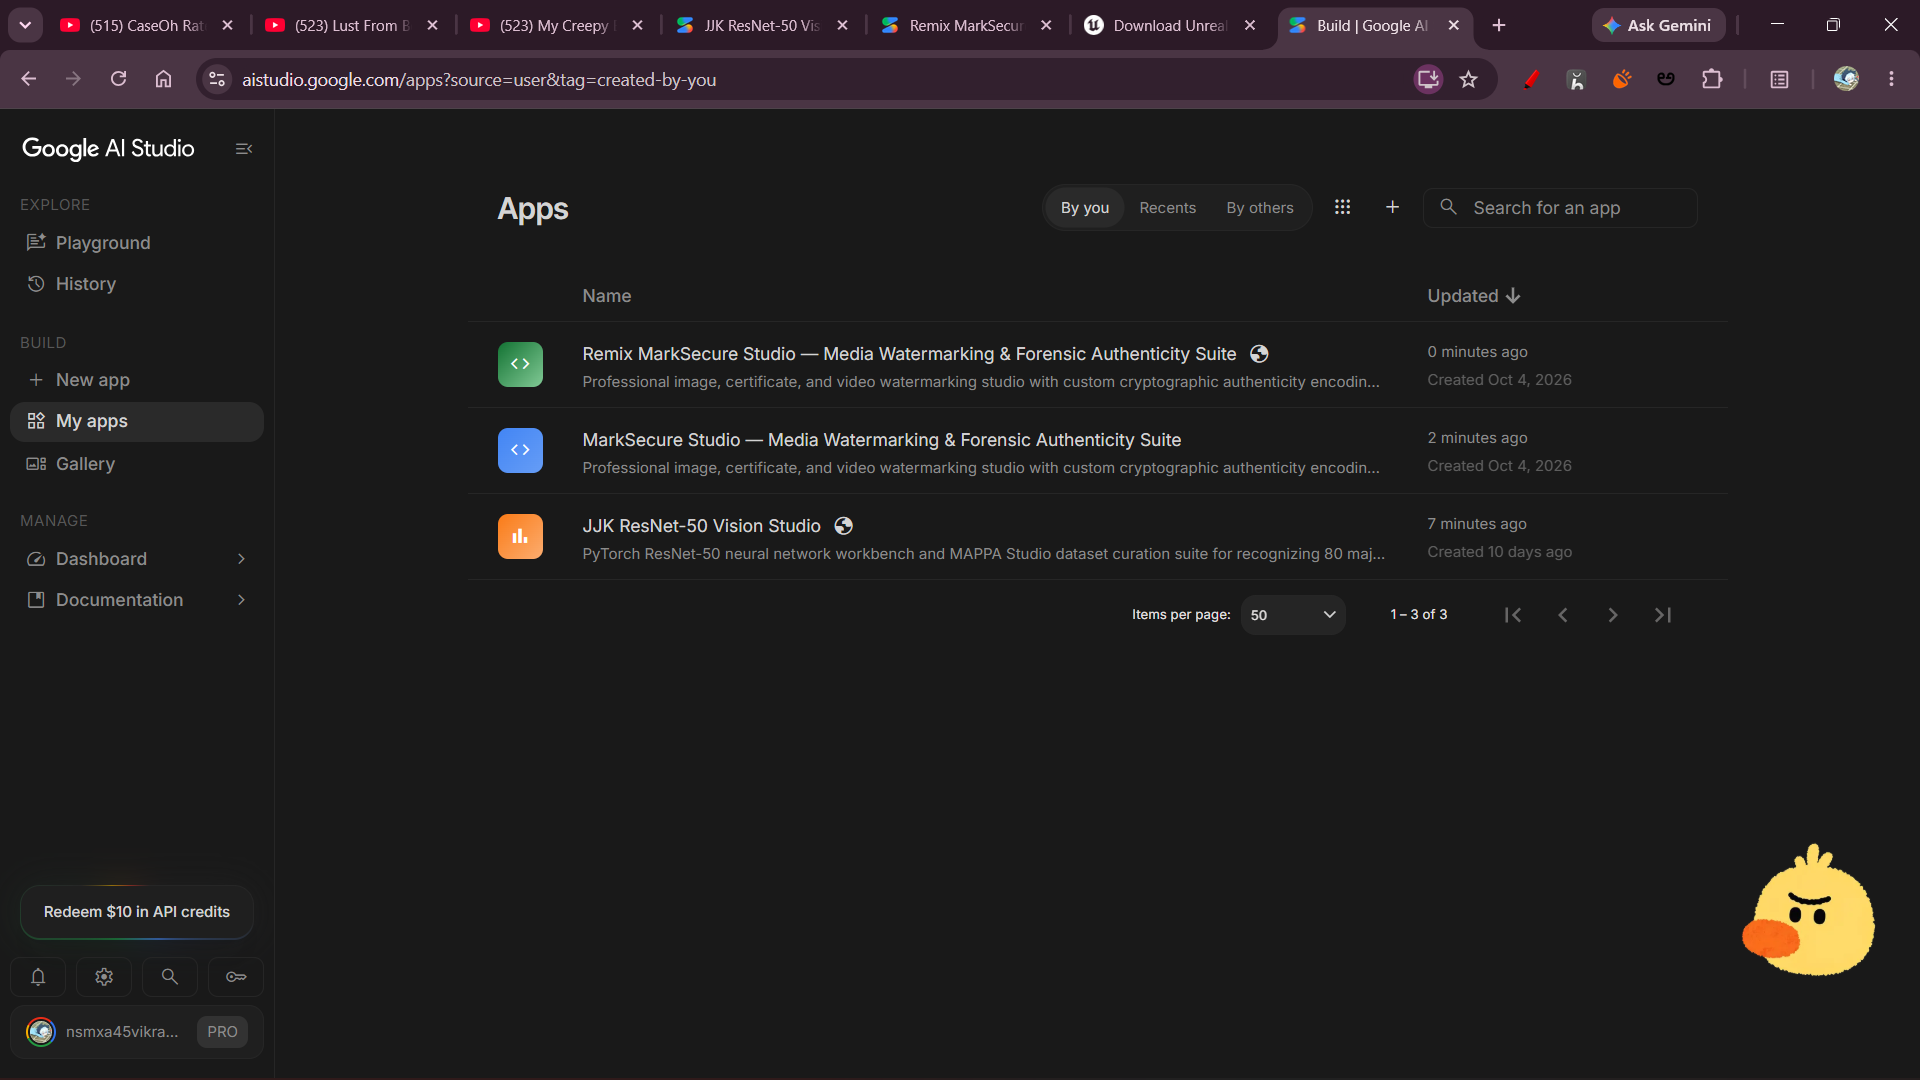 (515) CaseOh Rat
(523) Lust From B
(523) My Creepy
JJK ResNet-50 Vis
Remix MarkSecur
Download Unrea
Build | Google AI
Ask Gemini
aistudio.google.com/apps?source=user&tag=created-by-you
Google AI Studio
EXPLORE
Playground
History
BUILD
New app
My apps
Gallery
MANAGE
Dashboard
Documentation
Redeem $10 in API credits
nsmxa45vikra...
PRO
Apps
By you
Recents
By others
Search for an app
Name
Updated
Remix MarkSecure Studio — Media Watermarking & Forensic Authenticity Suite
Professional image, certificate, and video watermarking studio with custom cryptographic authenticity encodin...
0 minutes ago
Created Oct 4, 2026
MarkSecure Studio — Media Watermarking & Forensic Authenticity Suite
Professional image, certificate, and video watermarking studio with custom cryptographic authenticity encodin...
2 minutes ago
Created Oct 4, 2026
JJK ResNet-50 Vision Studio
PyTorch ResNet-50 neural network workbench and MAPPA Studio dataset curation suite for recognizing 80 maj...
7 minutes ago
Created 10 days ago
Items per page:
50
1 – 3 of 3